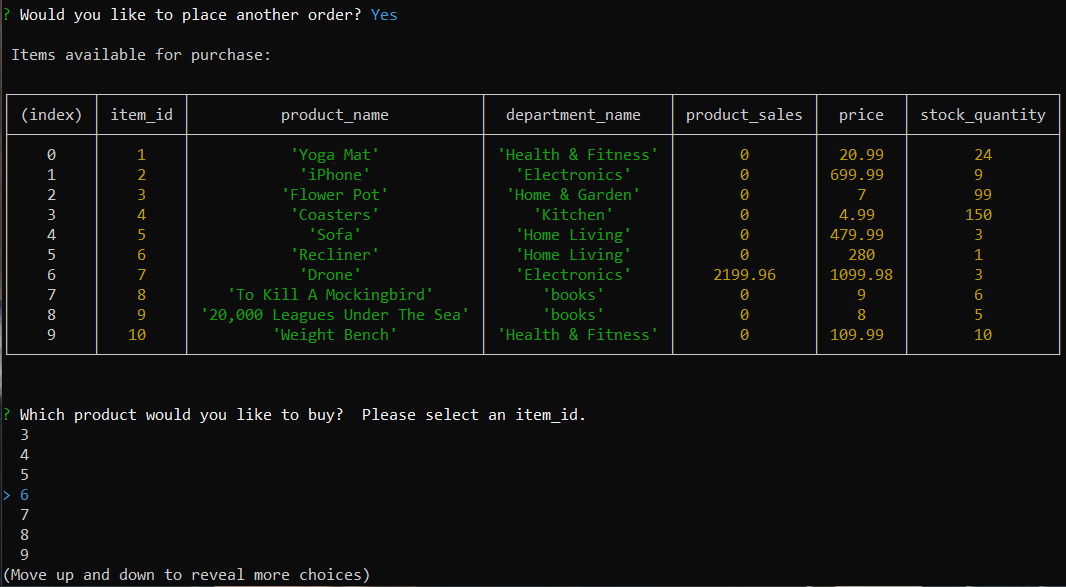 ? Would you like to place another order? Yes
Items available for purchase:
(index) item_id product_name department_name product_sales price stock_quantity
0 1 'Yoga Mat' 'Health & Fitness' 0 20.99 24
1 2 'iPhone' 'Electronics' 0 699.99 9
2 3 'Flower Pot' 'Home & Garden' 0 7 99
3 4 'Coasters' 'Kitchen' 0 4.99 150
4 5 'Sofa' 'Home Living' 0 479.99 3
5 6 'Recliner' 'Home Living' 0 280 1
6 7 'Drone' 'Electronics' 2199.96 1099.98 3
7 8 'To Kill A Mockingbird' 'books' 0 9 6
8 9 '20,000 Leagues Under The Sea' 'books' 0 8 5
9 10 'Weight Bench' 'Health & Fitness' 0 109.99 10
? Which product would you like to buy?  Please select an item_id.
3
4
5
> 6
7
8
9
(Move up and down to reveal more choices)